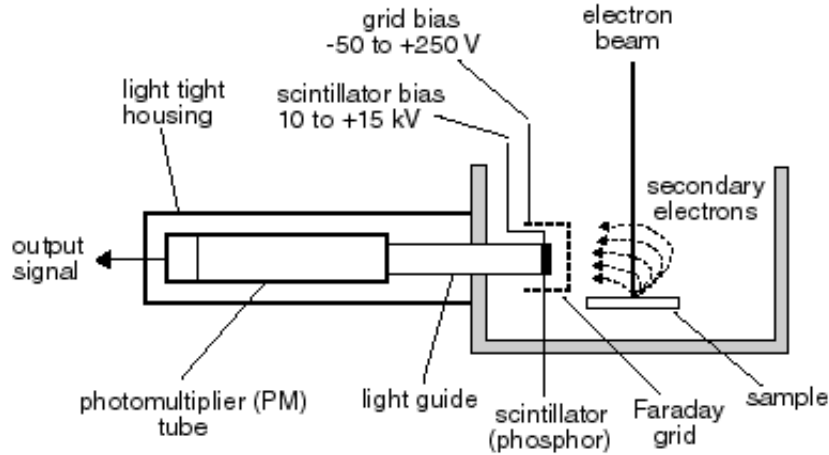 grid bias
-50 to +250 V
electron
beam
light tight
housing
scintillator bias
10 to +15 kV
secondary
electrons
output
signal
photomultiplier (PM)
tube
light guide
scintillator
(phosphor)
Faraday
grid
sample